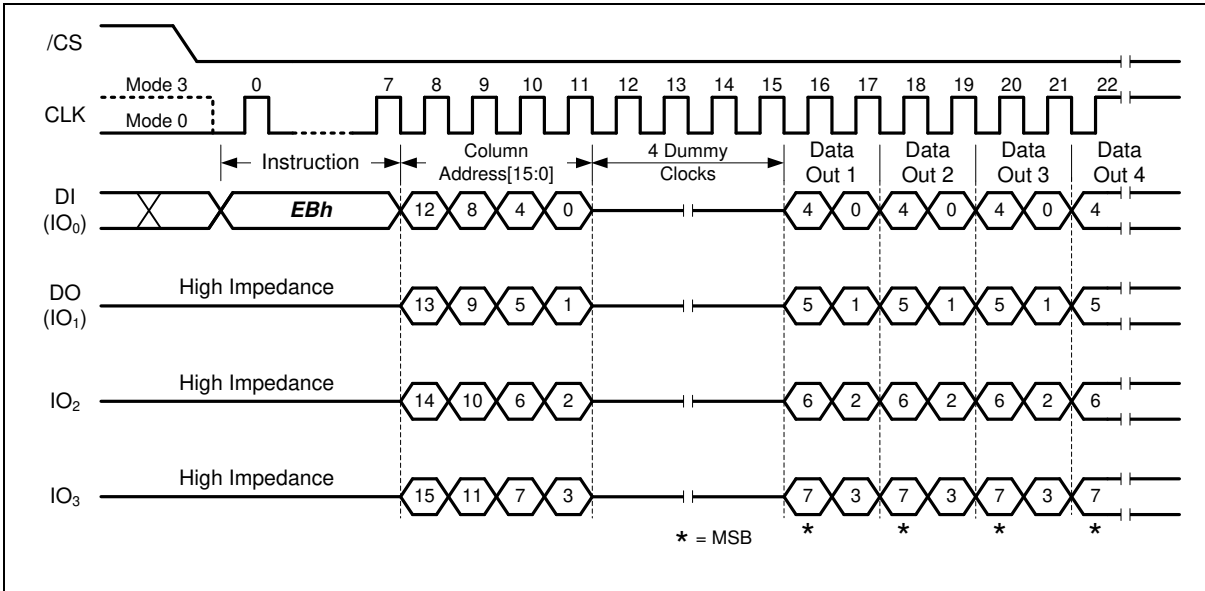 /CS
Mode 3 0 7 8 9 10 11 12 13 14 15 16 17 18 19 20 21 22
CLK
Mode 0
Instruction Column 4 Dummy Data Data Data Data
Address[15:0] Clocks Out 1 Out 2 Out 3 Out 4
DI
(IO₀) EBh 12 8 4 0 4 0 4 0 4 0 4
DO High Impedance
(IO₁) 13 9 5 1 5 1 5 1 5 1 5
High Impedance
IO₂ 14 10 6 2 6 2 6 2 6 2 6
High Impedance
IO₃ 15 11 7 3 7 3 7 3 7 3 7
* * * *
* = MSB